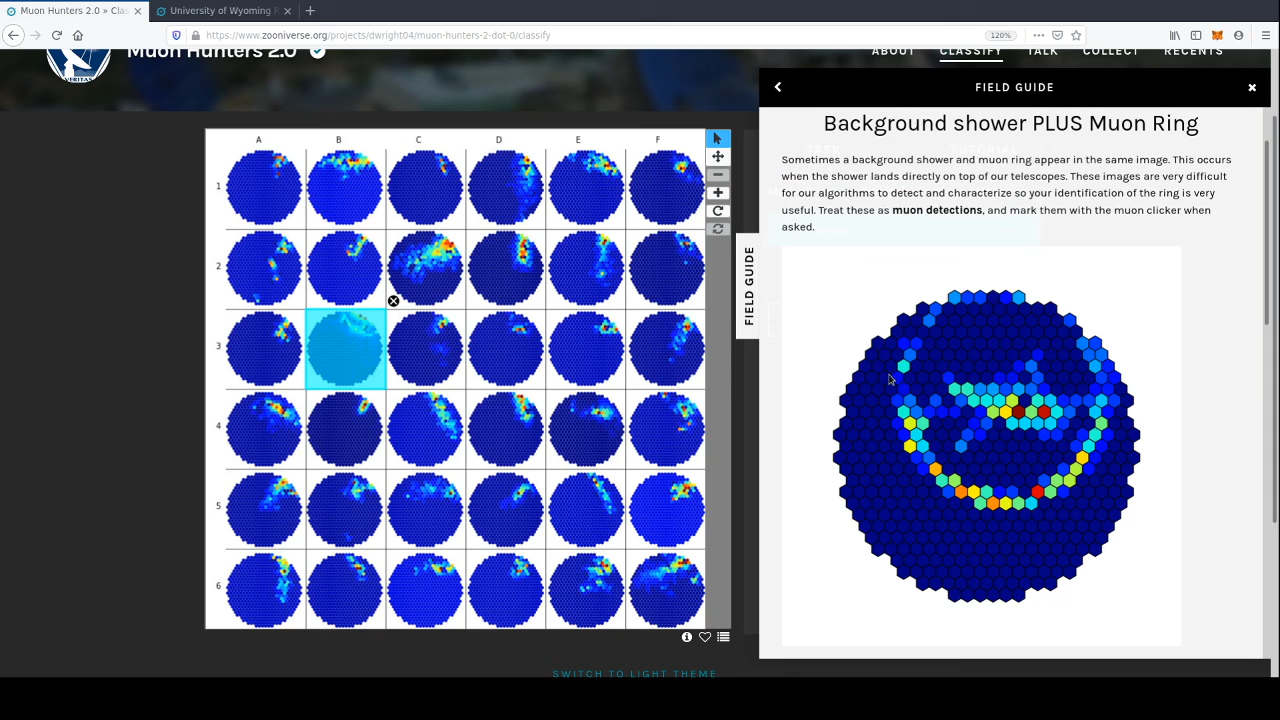 Muon Hunters 2.0 » Clas
University of Wyoming R
https://www.zooniverse.org/projects/dwright04/muon-hunters-2-dot-0/classify
120%
VERITAS
Muon Hunters 2.0
ABOUT CLASSIFY TALK COLLECT RECENTS
FIELD GUIDE
Background shower PLUS Muon Ring
Sometimes a background shower and muon ring appear in the same image. This occurs
when the shower lands directly on top of our telescopes. These images are very difficult
for our algorithms to detect and characterize so your identification of the ring is very
useful. Treat these as muon detections, and mark them with the muon clicker when
asked.
FIELD GUIDE
A B C D E F
1
2
3
4
5
6
SWITCH TO LIGHT THEME